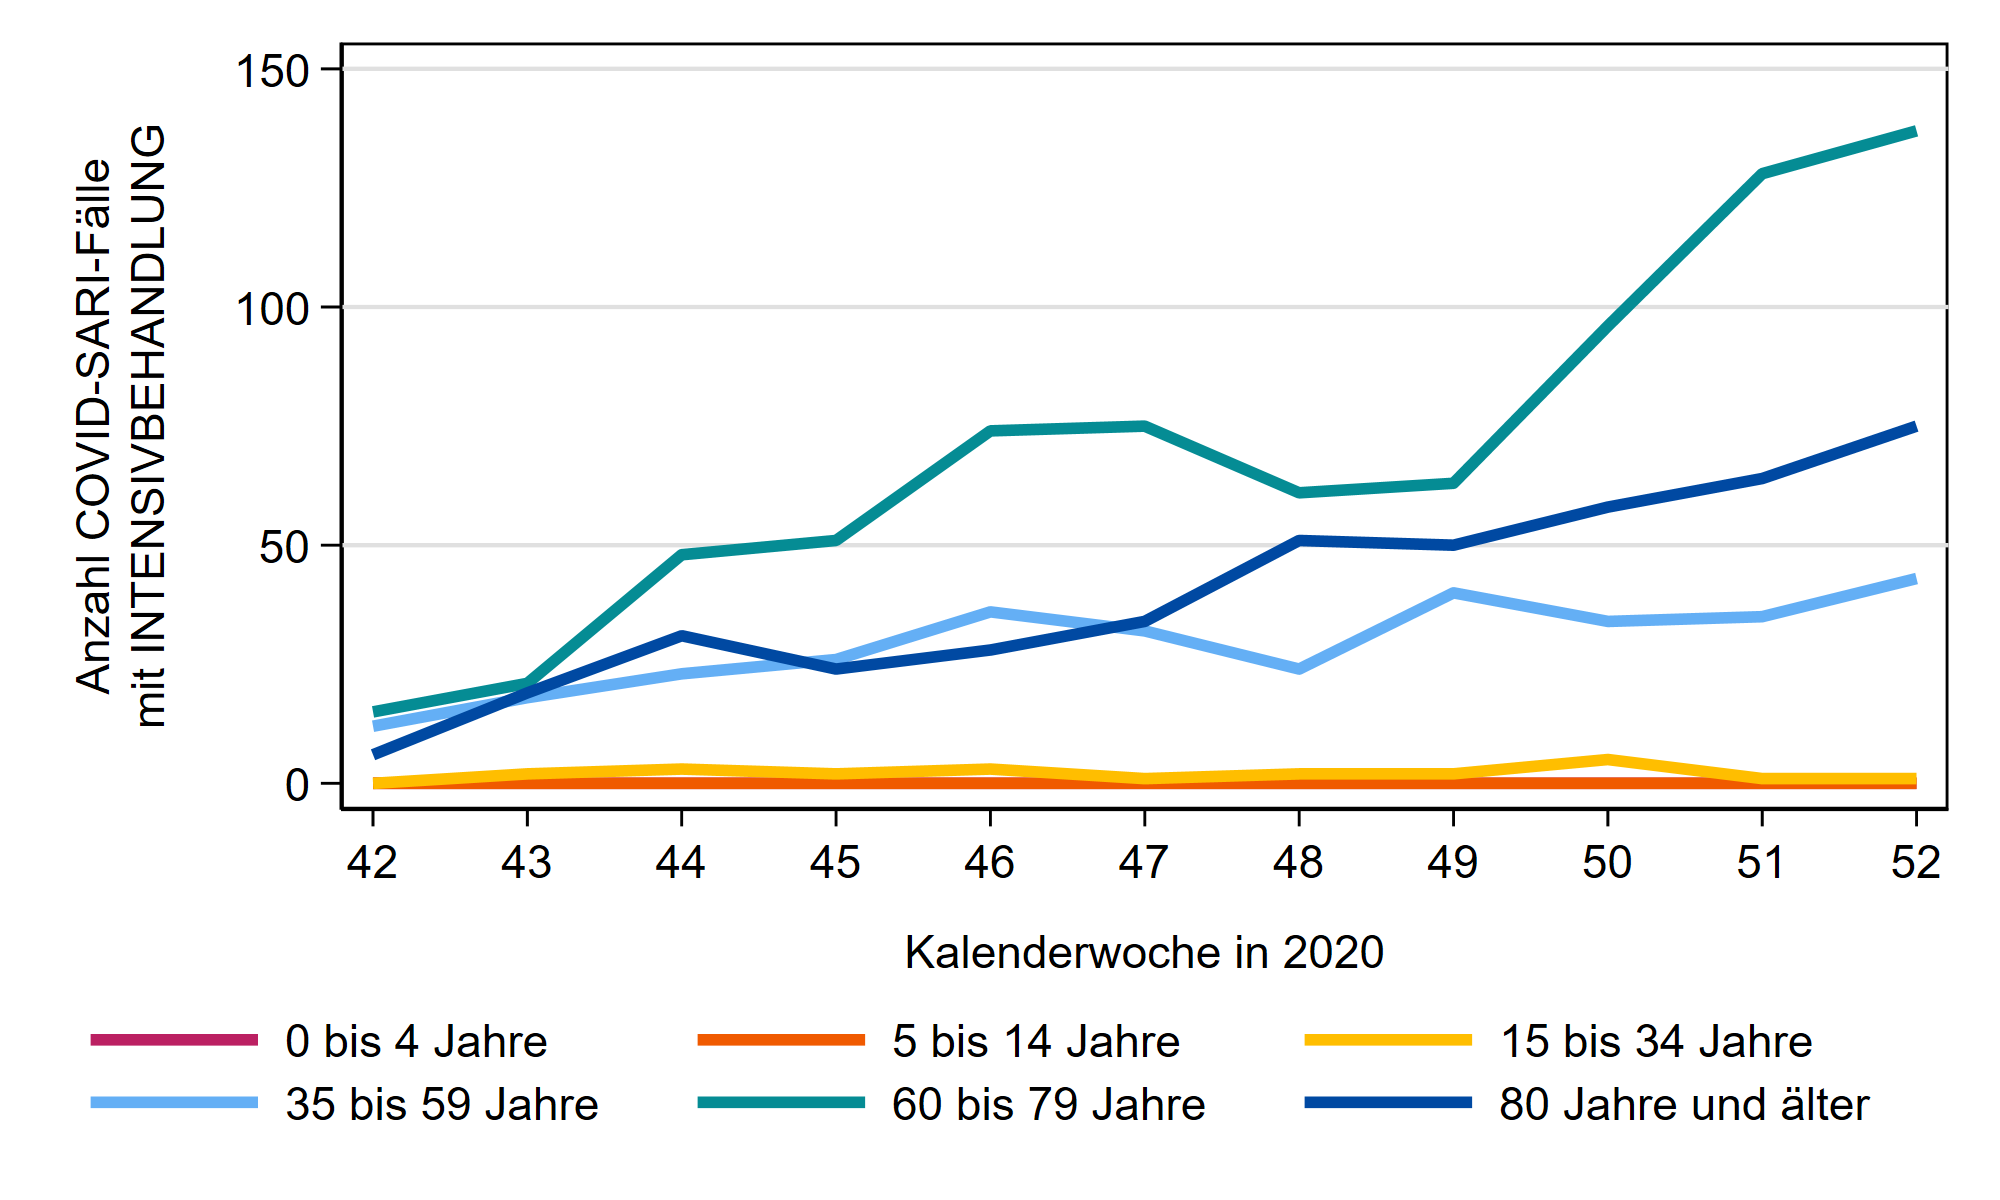 Anzahl COVID-SARI-Fälle
mit INTENSIVBEHANDLUNG
150
100
50
0
42 43 44 45 46 47 48 49 50 51 52
Kalenderwoche in 2020
0 bis 4 Jahre 5 bis 14 Jahre 15 bis 34 Jahre
35 bis 59 Jahre 60 bis 79 Jahre 80 Jahre und älter